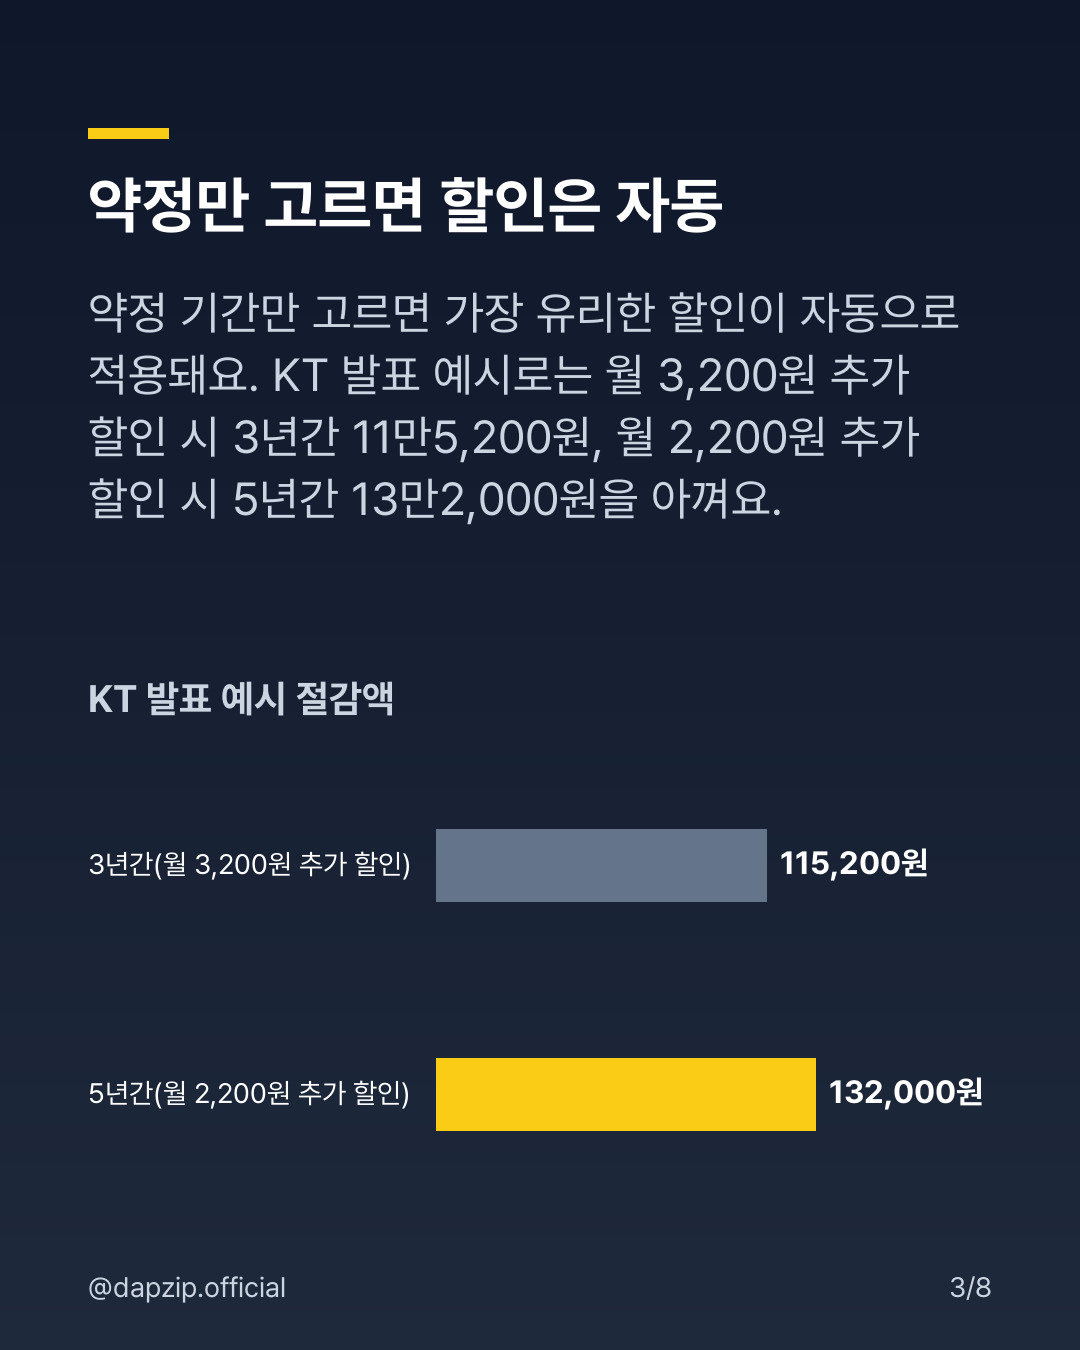 약정만 고르면 할인은 자동
약정 기간만 고르면 가장 유리한 할인이 자동으로
적용돼요. KT 발표 예시로는 월 3,200원 추가
할인 시 3년간 11만5,200원, 월 2,200원 추가
할인 시 5년간 13만2,000원을 아껴요.
KT 발표 예시 절감액
3년간(월 3,200원 추가 할인) 115,200원
5년간(월 2,200원 추가 할인) 132,000원
@dapzip.official 3/8